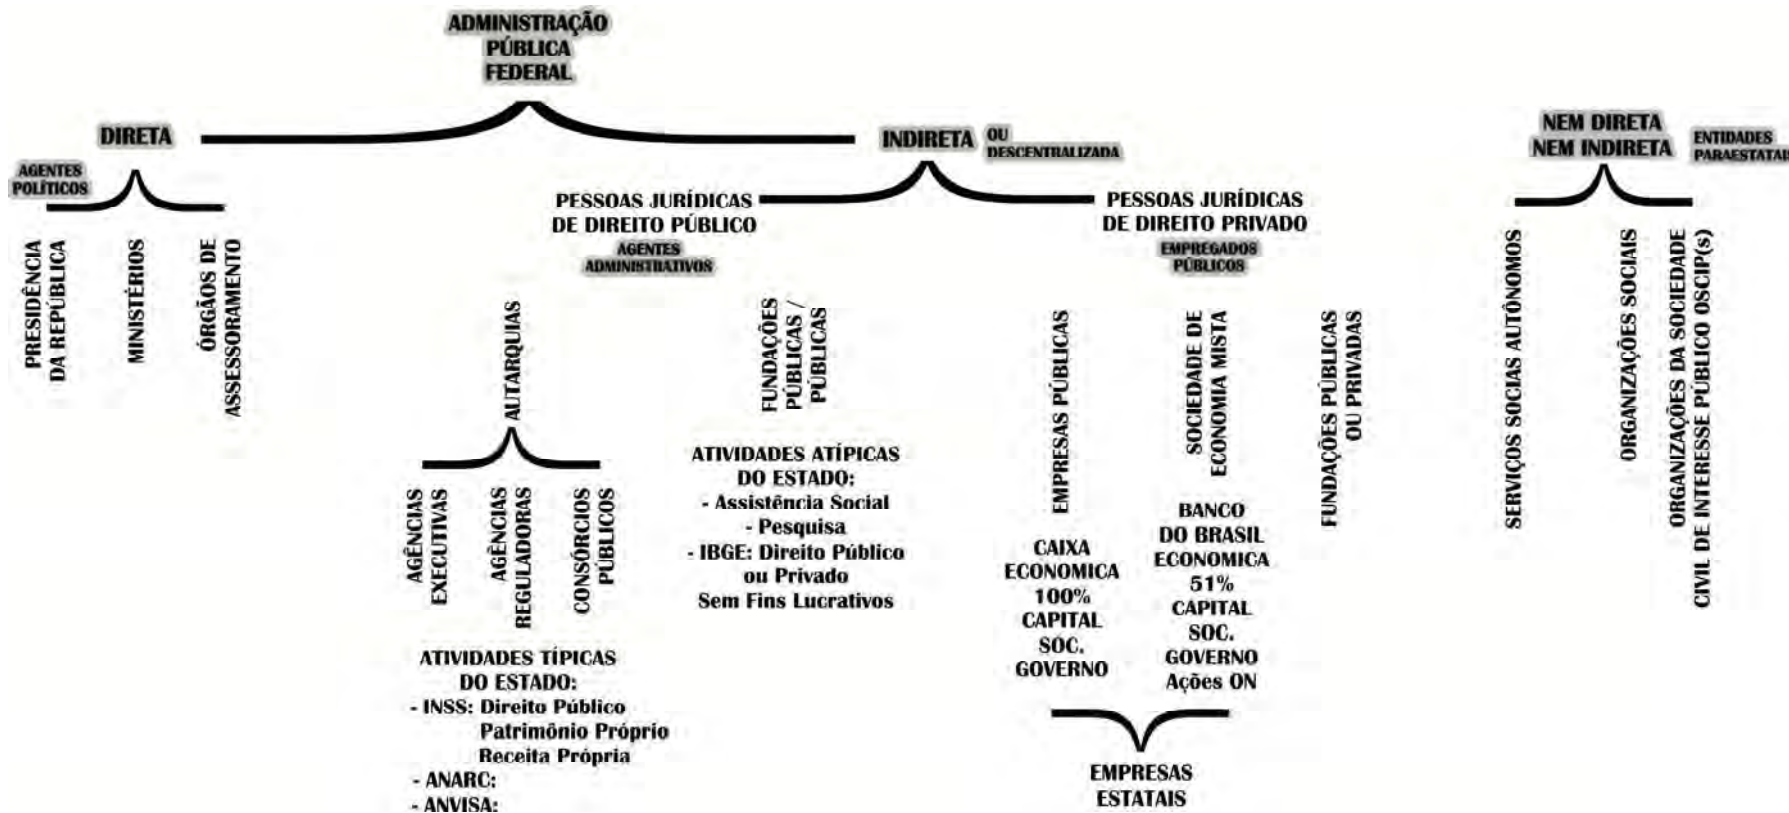 ADMINISTRAÇÃO
PÚBLICA
FEDERAL
DIRETA
INDIRETA
OU
DESCENTRALIZADA
NEM DIRETA
NEM INDIRETA
ENTIDADES
PARAESTATAIS
AGENTES
POLÍTICOS
PRESIDÊNCIA
DA REPÚBLICA
MINISTÉRIOS
ÓRGÃOS DE
ASSESSORAMENTO
PESSOAS JURÍDICAS
DE DIREITO PÚBLICO
AGENTES
ADMINISTRATIVOS
PESSOAS JURÍDICAS
DE DIREITO PRIVADO
EMPREGADOS
PÚBLICOS
AUTARQUIAS
AGÊNCIAS
EXECUTIVAS
AGÊNCIAS
REGULADORAS
CONSÓRCIOS
PÚBLICOS
ATIVIDADES TÍPICAS
DO ESTADO:
- INSS: Direito Público
Patrimônio Próprio
Receita Própria
- ANARC:
- ANVISA:
FUNDAÇÕES
PÚBLICAS /
PÚBLICAS
ATIVIDADES ATÍPICAS
DO ESTADO:
- Assistência Social
- Pesquisa
- IBGE: Direito Público
ou Privado
Sem Fins Lucrativos
EMPRESAS PÚBLICAS
CAIXA
ECONOMICA
100%
CAPITAL
SOC.
GOVERNO
SOCIEDADE DE
ECONOMIA MISTA
BANCO
DO BRASIL
ECONOMICA
51%
CAPITAL
SOC.
GOVERNO
Ações ON
EMPRESAS
ESTATAIS
FUNDAÇÕES PÚBLICAS
OU PRIVADAS
SERVIÇOS SOCIAS AUTÔNOMOS
ORGANIZAÇÕES SOCIAIS
ORGANIZAÇÕES DA SOCIEDADE
CIVIL DE INTERESSE PÚBLICO OSCIP(s)